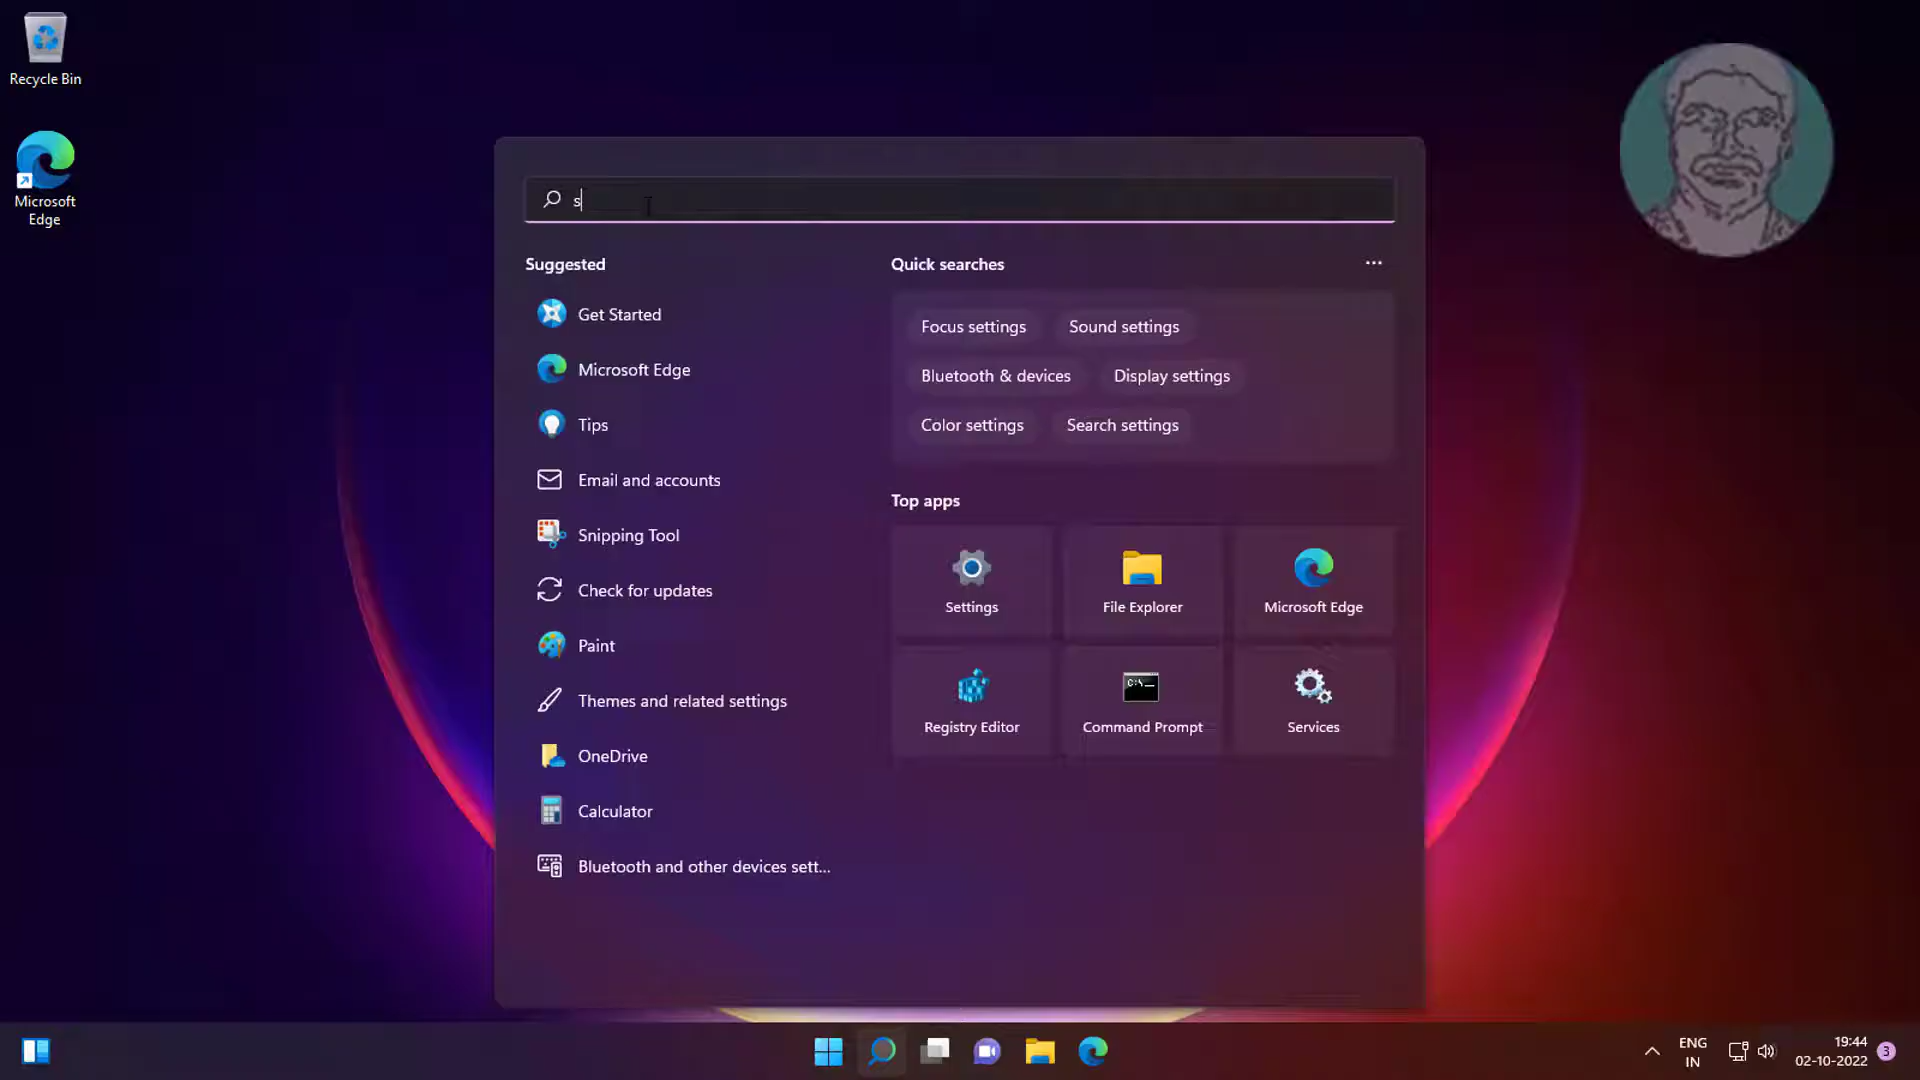 Recycle Bin
Microsoft
Edge
s
Suggested
Get Started
Microsoft Edge
Tips
Email and accounts
Snipping Tool
Check for updates
Paint
Themes and related settings
OneDrive
Calculator
Bluetooth and other devices sett...
Quick searches
...
Focus settings
Sound settings
Bluetooth & devices
Display settings
Color settings
Search settings
Top apps
Settings
File Explorer
Microsoft Edge
Registry Editor
C:\._
Command Prompt
Services
ENG
IN
19:44
02-10-2022
3